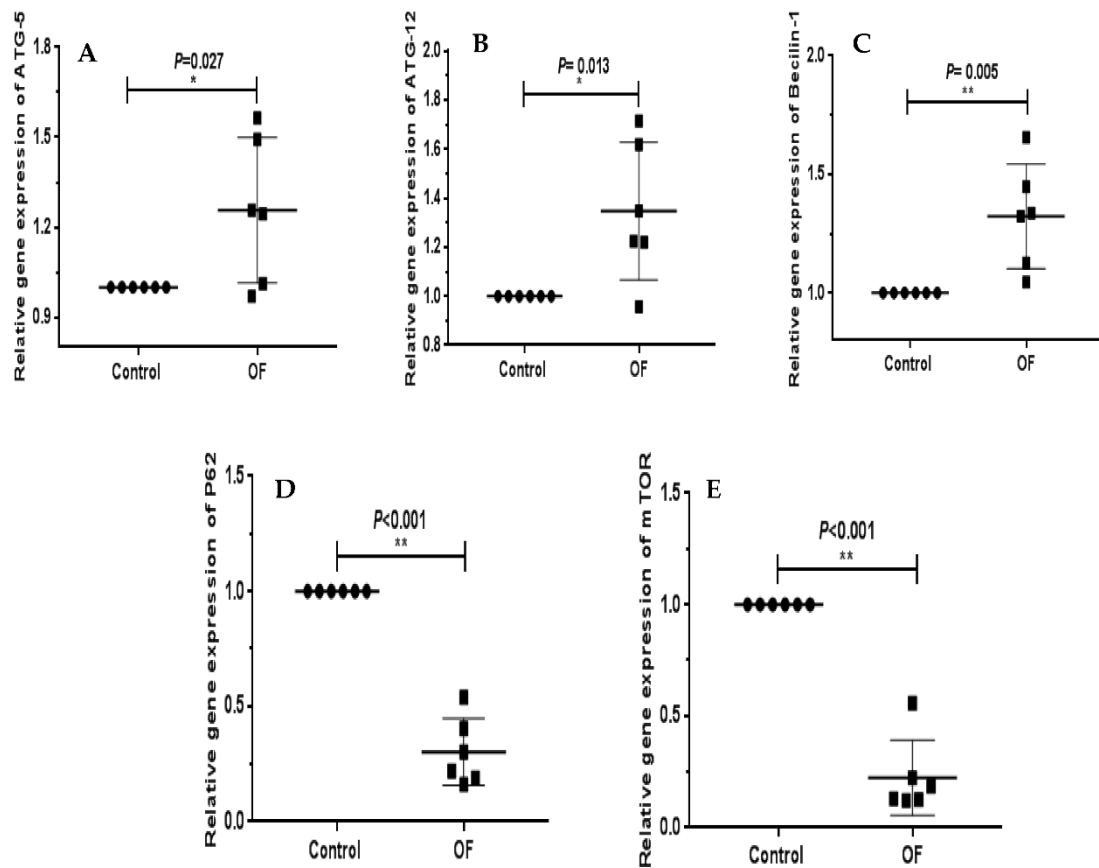 A
Relative gene expression of ATG-5
1.8
1.5
1.2
0.9
P=0.027
*
Control
OF
B
Relative gene expression of ATG-12
2.0
1.8
1.6
1.4
1.2
1.0
0.8
P= 0.013
*
Control
OF
C
Relative gene expression of Becilin-1
2.0
1.5
1.0
P= 0.005
**
Control
OF
D
Relative gene expression of P62
1.5
1.0
0.5
0.0
P<0.001
**
Control
OF
E
Relative gene expression of mTOR
1.5
1.0
0.5
0.0
P<0.001
**
Control
OF